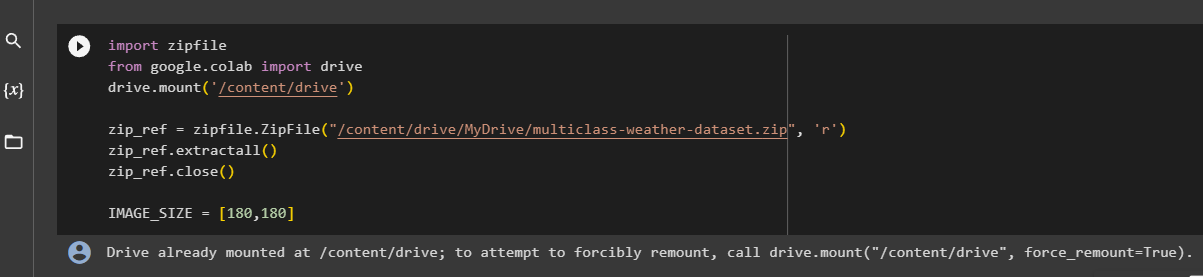 import zipfile
from google.colab import drive
drive.mount('/content/drive')
zip_ref = zipfile.ZipFile("/content/drive/MyDrive/multiclass-weather-dataset.zip", 'r')
zip_ref.extractall()
zip_ref.close()
IMAGE_SIZE = [180,180]
Drive already mounted at /content/drive; to attempt to forcibly remount, call drive.mount("/content/drive", force_remount=True).
{x}